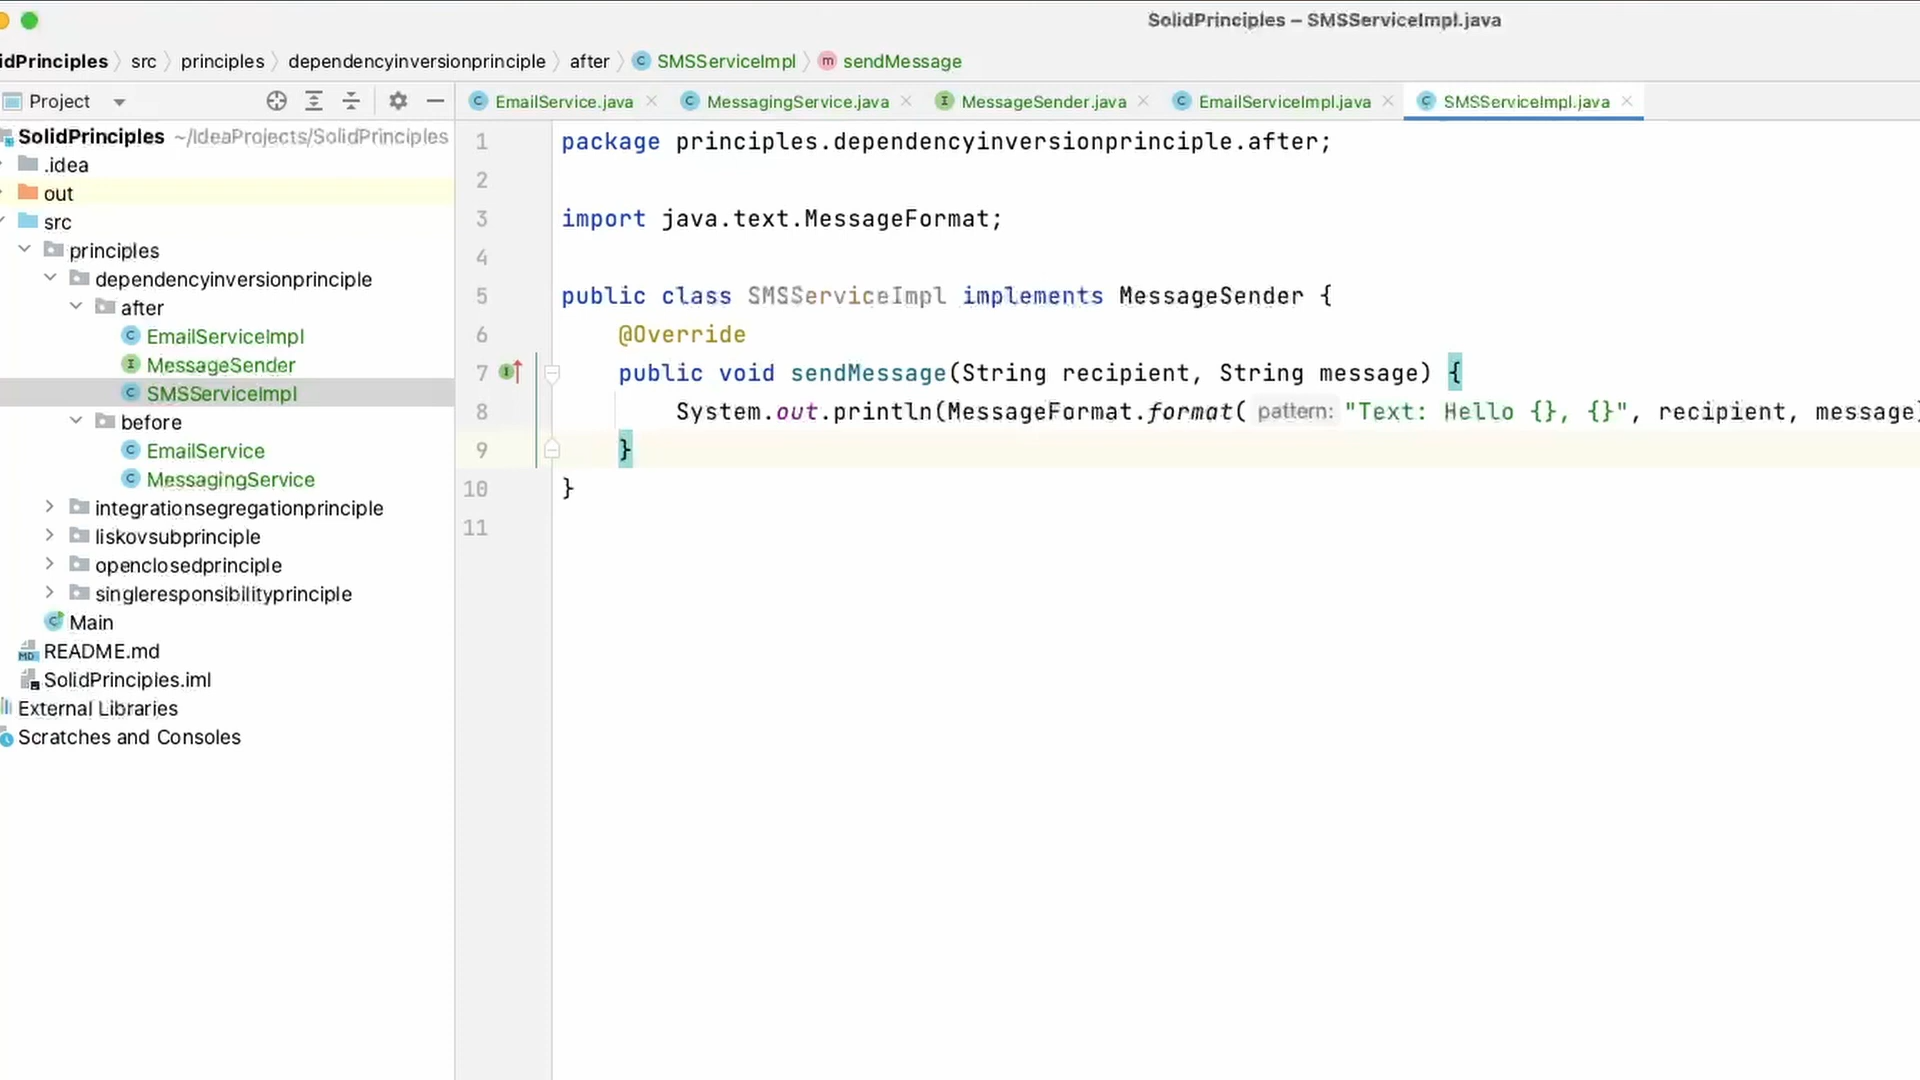 SolidPrinciples – SMSServiceImpl.java
idPrinciples src principles dependencyinversionprinciple after SMSServiceImpl sendMessage
Project
EmailService.java MessagingService.java MessageSender.java EmailServiceImpl.java SMSServiceImpl.java
SolidPrinciples ~/IdeaProjects/SolidPrinciples
.idea
out
src
principles
dependencyinversionprinciple
after
EmailServiceImpl
MessageSender
SMSServiceImpl
before
EmailService
MessagingService
integrationsegregationprinciple
liskovsubprinciple
openclosedprinciple
singleresponsibilityprinciple
Main
README.md
SolidPrinciples.iml
External Libraries
Scratches and Consoles
1 package principles.dependencyinversionprinciple.after;
2
3 import java.text.MessageFormat;
4
5 public class SMSServiceImpl implements MessageSender {
6 @Override
7 public void sendMessage(String recipient, String message) {
8 System.out.println(MessageFormat.format( pattern: "Text: Hello {}, {}", recipient, message)
9 }
10 }
11